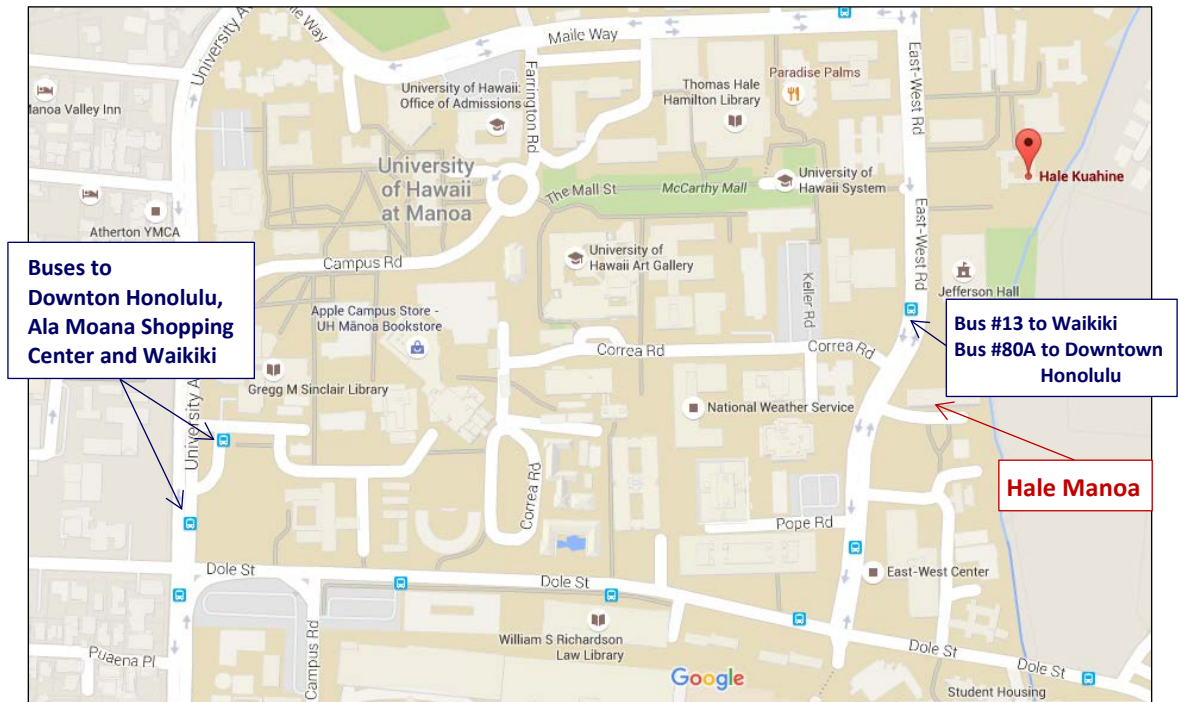 University Ave
ile Way
Maile Way
Farrington Rd
East-West Rd
Manoa Valley Inn
University of Hawaii:
Office of Admissions
Thomas Hale
Hamilton Library
Paradise Palms
Hale Kuahine
University
of Hawaii
at Manoa
The Mall St
McCarthy Mall
University of
Hawaii System
East-West Rd
Atherton YMCA
Campus Rd
University of
Hawaii Art Gallery
Keller Rd
Jefferson Hall
Buses to
Downton Honolulu,
Ala Moana Shopping
Center and Waikiki
Apple Campus Store -
UH Mānoa Bookstore
Bus #13 to Waikiki
Bus #80A to Downtown
Honolulu
Correa Rd
Correa Rd
Gregg M Sinclair Library
National Weather Service
University A
Correa Rd
Hale Manoa
Pope Rd
East-West Center
Dole St
Dole St
William S Richardson
Law Library
Dole St
Dole St
Puaena Pl
Campus Rd
Google
Student Housing